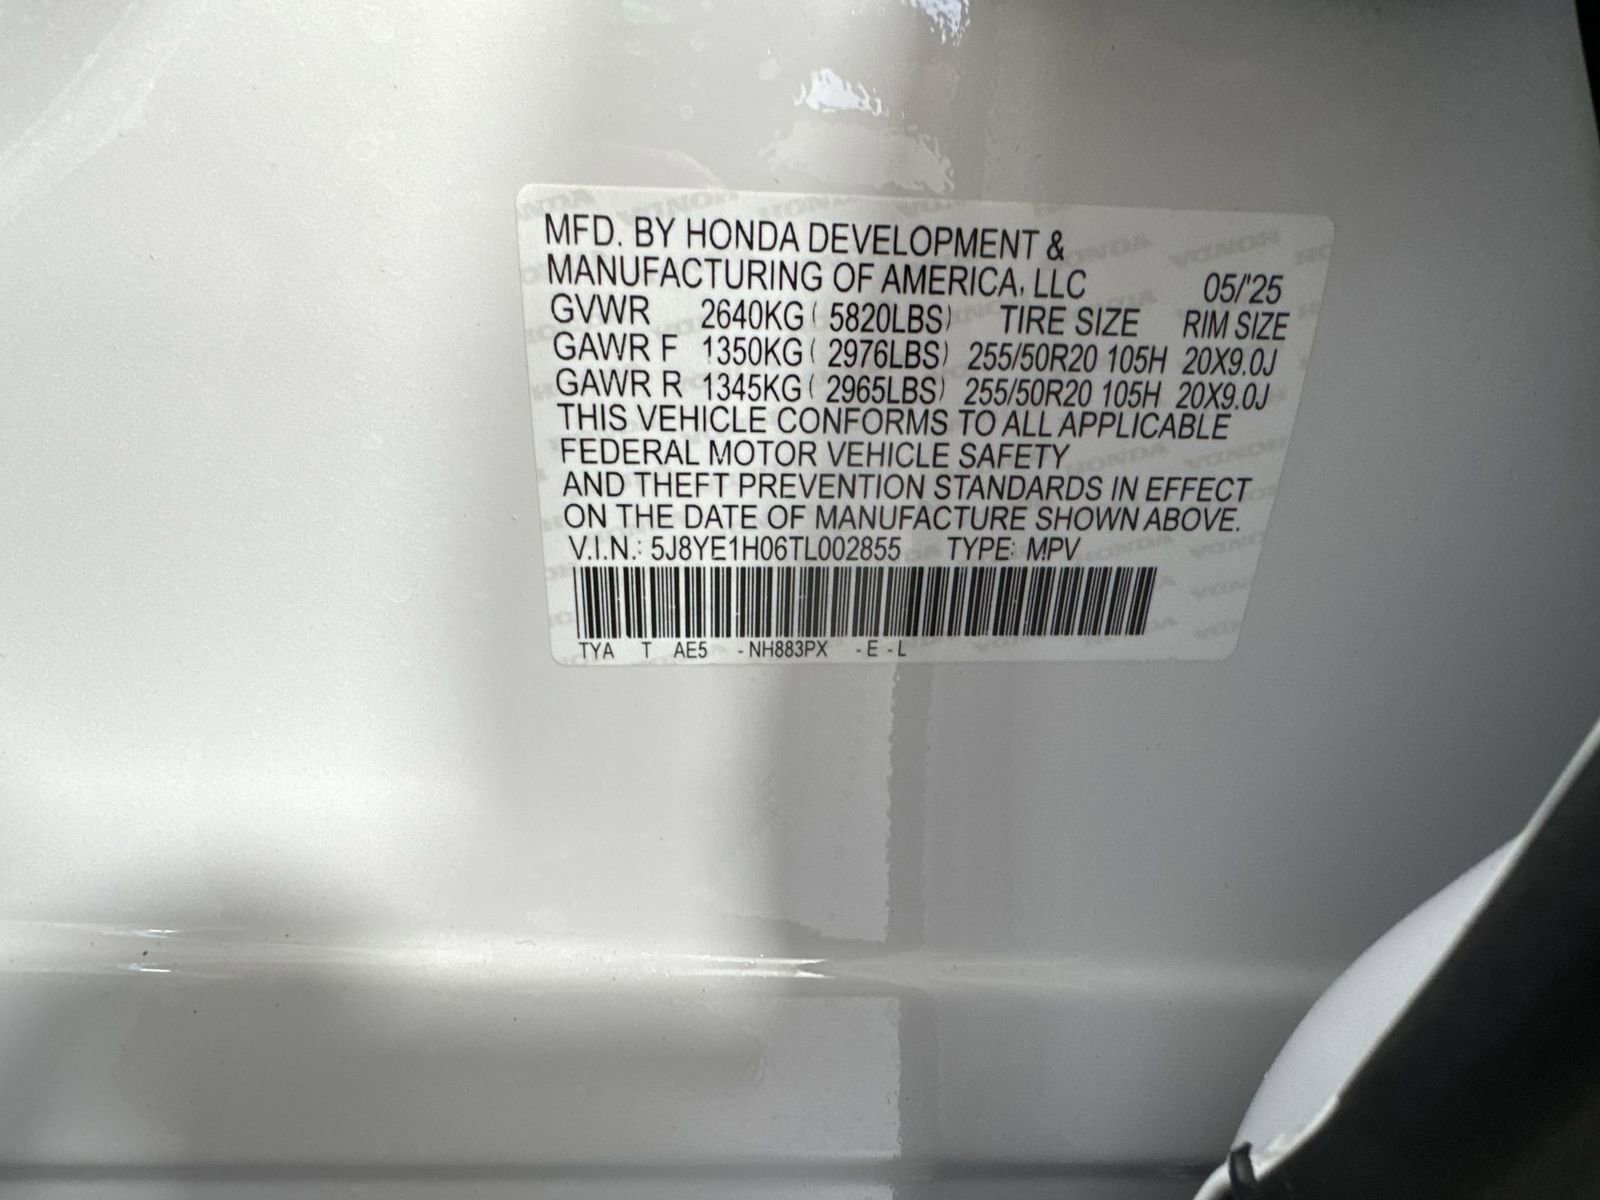 MFD. BY HONDA DEVELOPMENT &
MANUFACTURING OF AMERICA, LLC 05/'25
GVWR 2640KG ( 5820LBS) TIRE SIZE RIM SIZE
GAWR F 1350KG ( 2976LBS) 255/50R20 105H 20X9.0J
GAWR R 1345KG ( 2965LBS) 255/50R20 105H 20X9.0J
THIS VEHICLE CONFORMS TO ALL APPLICABLE
FEDERAL MOTOR VEHICLE SAFETY
AND THEFT PREVENTION STANDARDS IN EFFECT
ON THE DATE OF MANUFACTURE SHOWN ABOVE.
V.I.N.: 5J8YE1H06TL002855 TYPE: MPV
TYA T AE5 -NH883PX -E -L